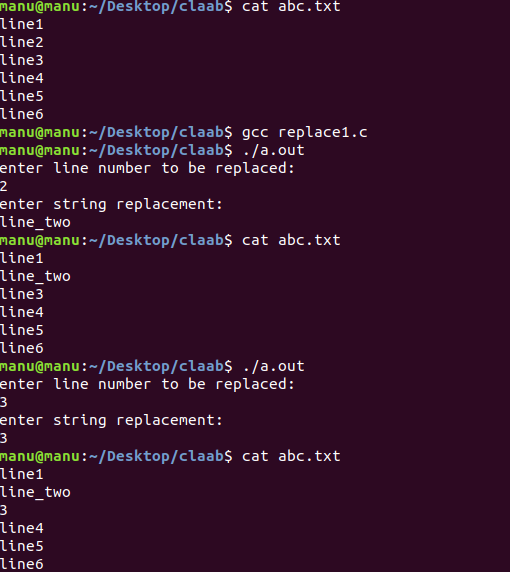 manu@manu:~/Desktop/claab$ cat abc.txt
line1
line2
line3
line4
line5
line6
manu@manu:~/Desktop/claab$ gcc replace1.c
manu@manu:~/Desktop/claab$ ./a.out
enter line number to be replaced:
2
enter string replacement:
line_two
manu@manu:~/Desktop/claab$ cat abc.txt
line1
line_two
line3
line4
line5
line6
manu@manu:~/Desktop/claab$ ./a.out
enter line number to be replaced:
3
enter string replacement:
3
manu@manu:~/Desktop/claab$ cat abc.txt
line1
line_two
3
line4
line5
line6